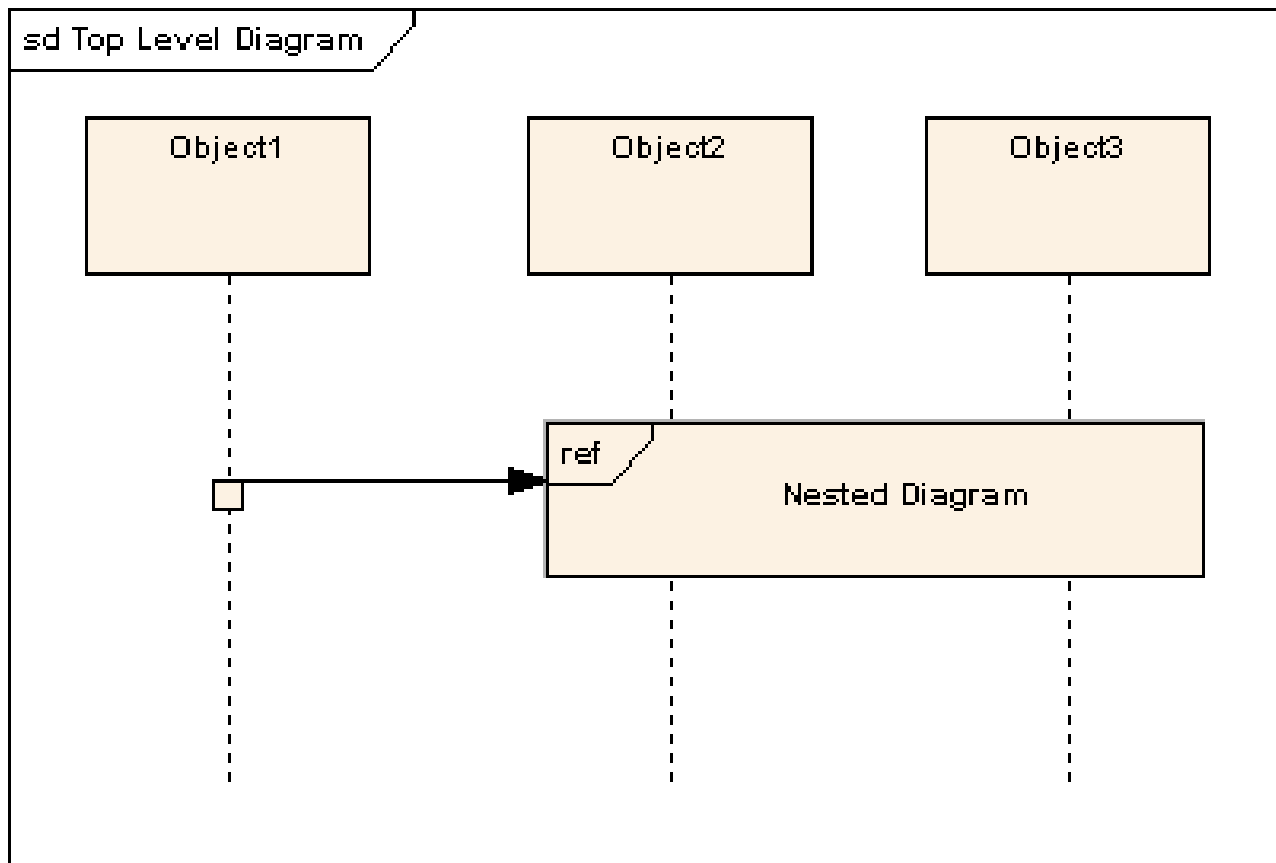 sd Top Level Diagram
Object1
Object2
Object3
ref
Nested Diagram